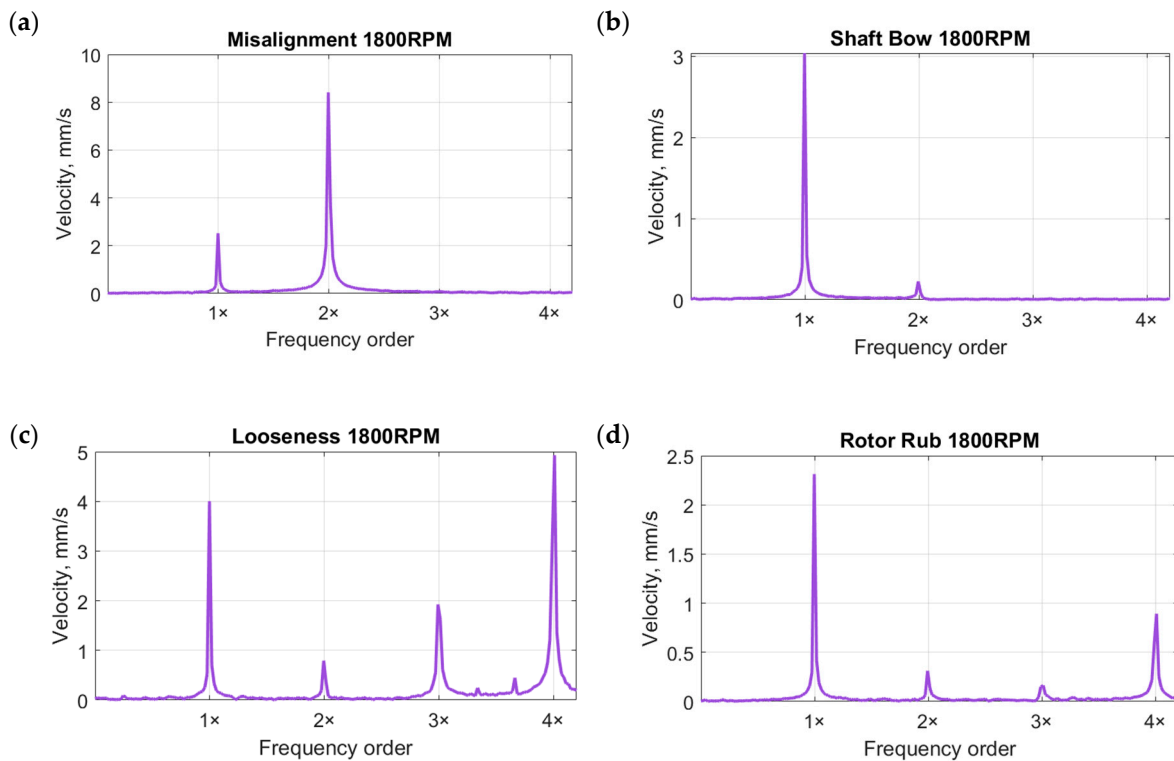 (a)
Misalignment 1800RPM
Velocity, mm/s
10
8
6
4
2
0
1× 2× 3× 4×
Frequency order
(b)
Shaft Bow 1800RPM
Velocity, mm/s
3
2
1
0
1× 2× 3× 4×
Frequency order
(c)
Looseness 1800RPM
Velocity, mm/s
5
4
3
2
1
0
1× 2× 3× 4×
Frequency order
(d)
Rotor Rub 1800RPM
Velocity, mm/s
2.5
2
1.5
1
0.5
0
1× 2× 3× 4×
Frequency order